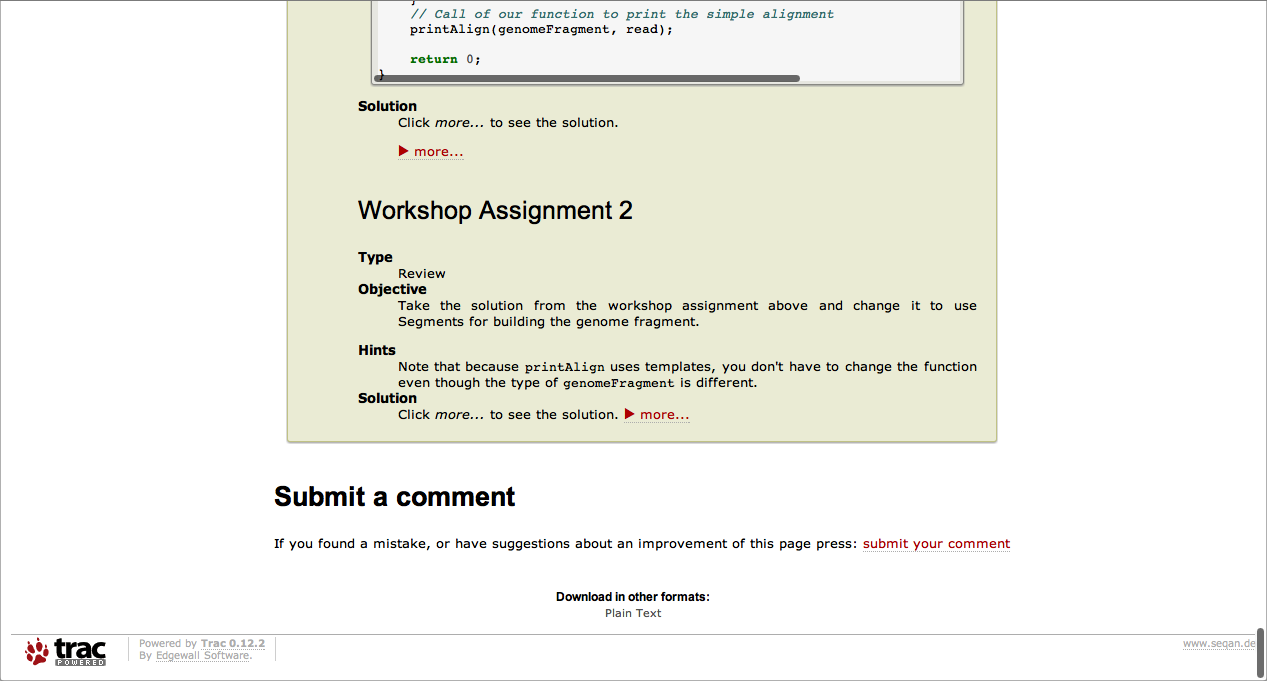 }
// Call of our function to print the simple alignment
printAlign(genomeFragment, read);
return 0;
}
Solution
Click more... to see the solution.
▶ more...
Workshop Assignment 2
Type
Review
Objective
Take the solution from the workshop assignment above and change it to use
Segments for building the genome fragment.
Hints
Note that because printAlign uses templates, you don't have to change the function
even though the type of genomeFragment is different.
Solution
Click more... to see the solution. ▶ more...
Submit a comment
If you found a mistake, or have suggestions about an improvement of this page press: submit your comment
Download in other formats:
Plain Text
trac
POWERED
Powered by Trac 0.12.2
By Edgewall Software.
www.seqan.de